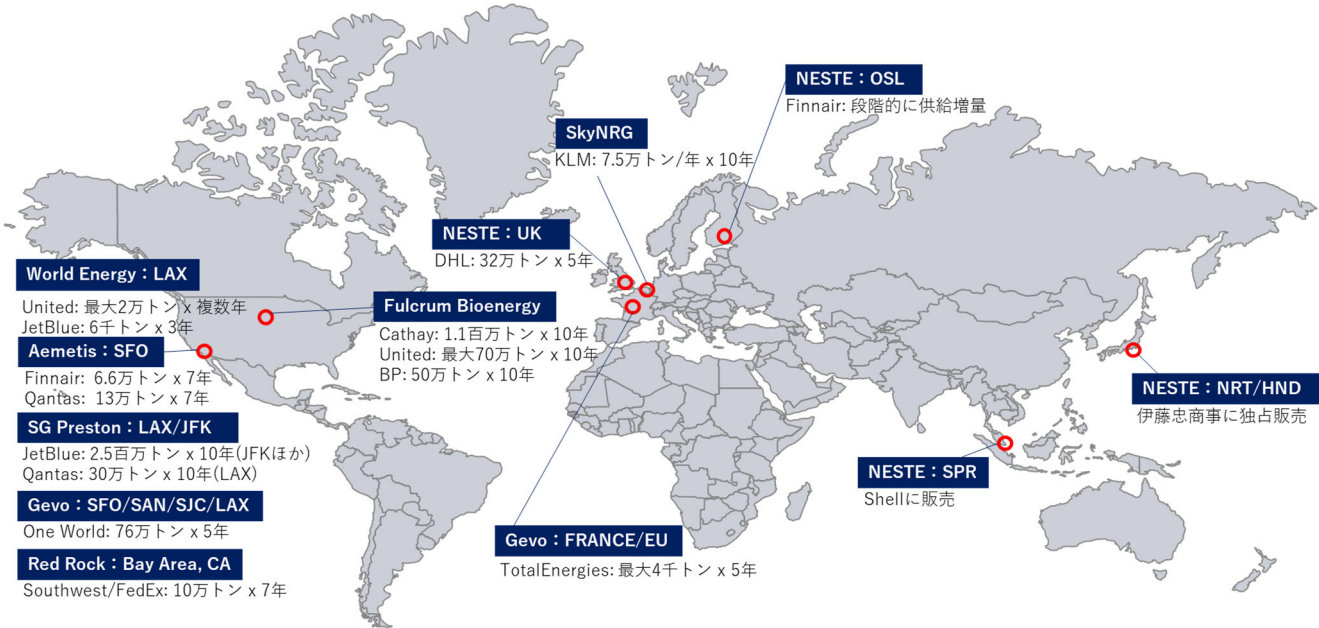 NESTE：OSL
Finnair: 段階的に供給増量
SkyNRG
KLM: 7.5万トン/年 x 10年
NESTE：UK
DHL: 32万トン x 5年
World Energy：LAX
United: 最大2万トン x 複数年
JetBlue: 6千トン x 3年
Aemetis：SFO
Finnair: 6.6万トン x 7年
Qantas: 13万トン x 7年
SG Preston：LAX/JFK
JetBlue: 2.5百万トン x 10年(JFKほか)
Qantas: 30万トン x 10年(LAX)
Gevo：SFO/SAN/SJC/LAX
One World: 76万トン x 5年
Red Rock：Bay Area, CA
Southwest/FedEx: 10万トン x 7年
Fulcrum Bioenergy
Cathay: 1.1百万トン x 10年
United: 最大70万トン x 10年
BP: 50万トン x 10年
Gevo：FRANCE/EU
TotalEnergies: 最大4千トン x 5年
NESTE：NRT/HND
伊藤忠商事に独占販売
NESTE：SPR
Shellに販売